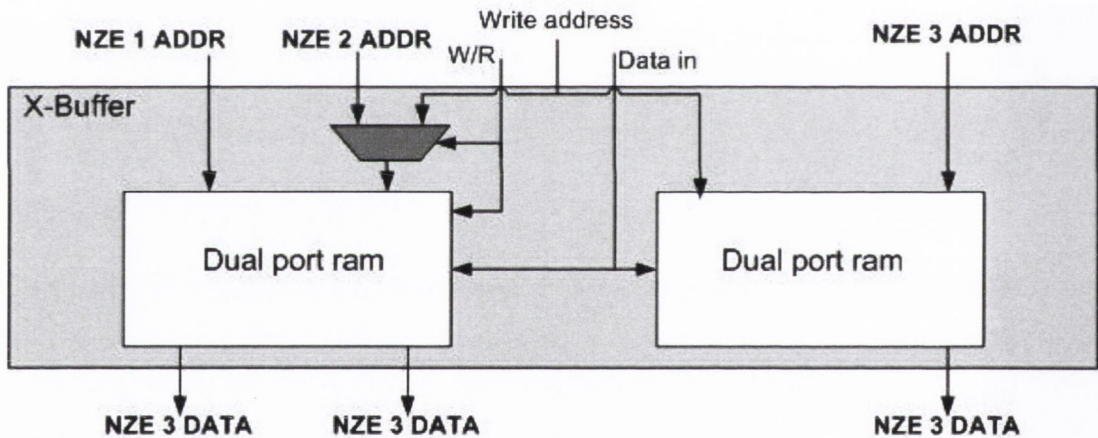 Write address
NZE 1 ADDR
NZE 2 ADDR
W/R
Data in
NZE 3 ADDR
X-Buffer
Dual port ram
Dual port ram
NZE 3 DATA
NZE 3 DATA
NZE 3 DATA